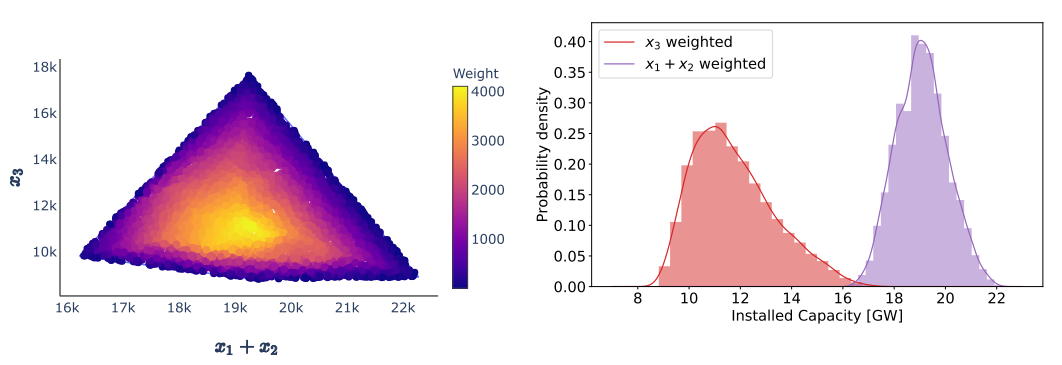 18k
16k
14k
12k
10k
x₃
16k
17k
18k
19k
20k
21k
22k
x₁ + x₂
Weight
4000
3000
2000
1000
0.40
0.35
0.30
0.25
0.20
0.15
0.10
0.05
0.00
Probability density
x₃ weighted
x₁ + x₂ weighted
8
10
12
14
16
18
20
22
Installed Capacity [GW]